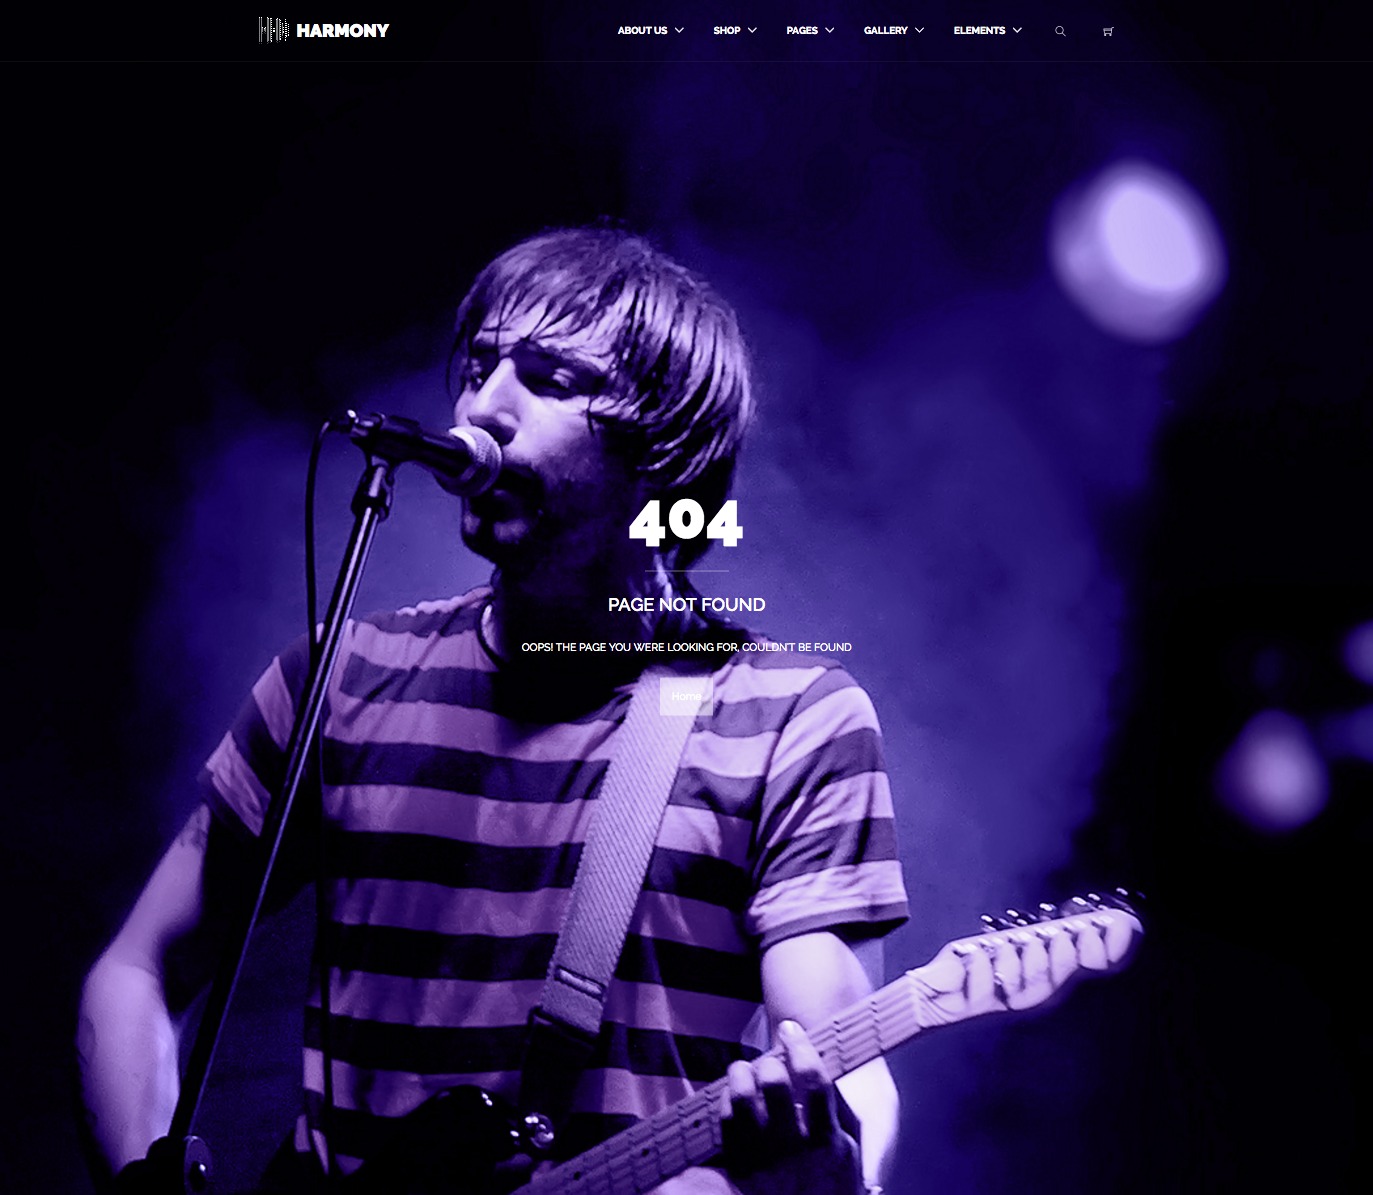 HARMONY
ABOUT US
SHOP
PAGES
GALLERY
ELEMENTS
404
PAGE NOT FOUND
OOPS! THE PAGE YOU WERE LOOKING FOR, COULDN'T BE FOUND
Home